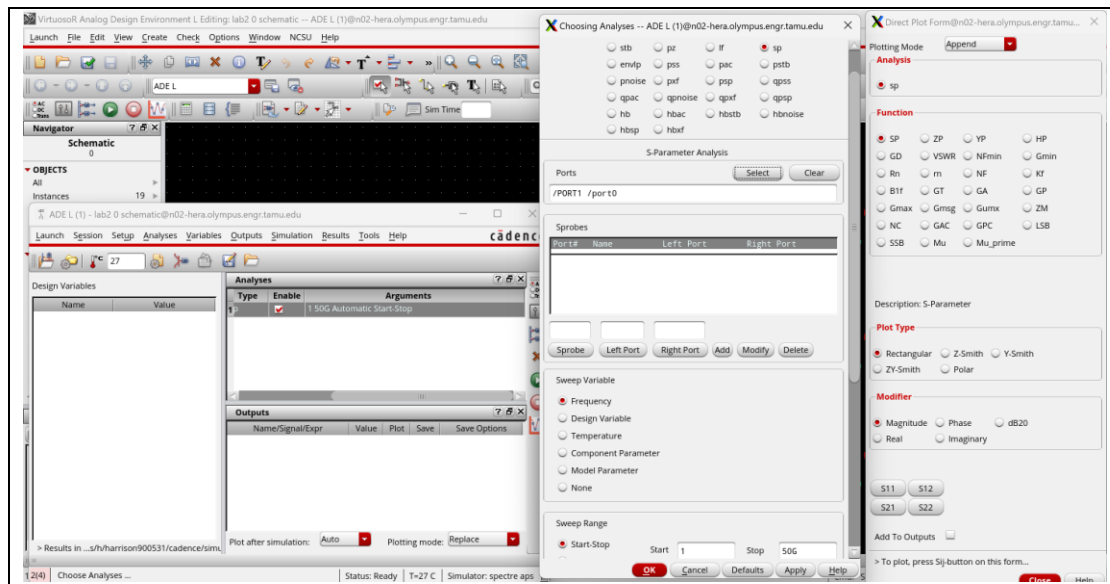 VirtuosoR Analog Design Environment L Editing: lab2 0 schematic -- ADE L (1)@n02-hera.olympus.engr.tamu.edu
Launch File Edit View Create Check Options Window NCSU Help
ADE L
Sim Time
Navigator
Schematic
0
OBJECTS
All
Instances 19
ADE L (1) - lab2 0 schematic@n02-hera.olympus.engr.tamu.edu
Launch Session Setup Analyses Variables Outputs Simulation Results Tools Help
cādenc
27
Design Variables
Name Value
Analyses
Type Enable Arguments
1 1 50G Automatic Start-Stop
Outputs
Name/Signal/Expr Value Plot Save Save Options
Plot after simulation: Auto Plotting mode: Replace
> Results in ...s/h/harrison900531/cadence/simu
2(4) Choose Analyses ... Status: Ready T=27 C Simulator: spectre aps
Choosing Analyses -- ADE L (1)@n02-hera.olympus.engr.tamu.edu
stb pz lf sp
envlp pss pac pstb
pnoise pxf psp qpss
qpac qpnoise qpxf qpsp
hb hbac hbstb hbnoise
hbsp hbxf
S-Parameter Analysis
Ports Select Clear
/PORT1 /port0
Sprobes
Port# Name Left Port Right Port
Sprobe Left Port Right Port Add Modify Delete
Sweep Variable
Frequency
Design Variable
Temperature
Component Parameter
Model Parameter
None
Sweep Range
Start-Stop Start 1 Stop 50G
OK Cancel Defaults Apply Help
Direct Plot Form@n02-hera.olympus.engr.tamu...
Plotting Mode Append
Analysis
sp
Function
SP ZP YP HP
GD VSWR NFmin Gmin
Rn rn NF Kf
B1f GT GA GP
Gmax Gmsg Gumx ZM
NC GAC GPC LSB
SSB Mu Mu_prime
Description: S-Parameter
Plot Type
Rectangular Z-Smith Y-Smith
ZY-Smith Polar
Modifier
Magnitude Phase dB20
Real Imaginary
S11 S12
S21 S22
Add To Outputs
> To plot, press Sij-button on this form...
Close Help